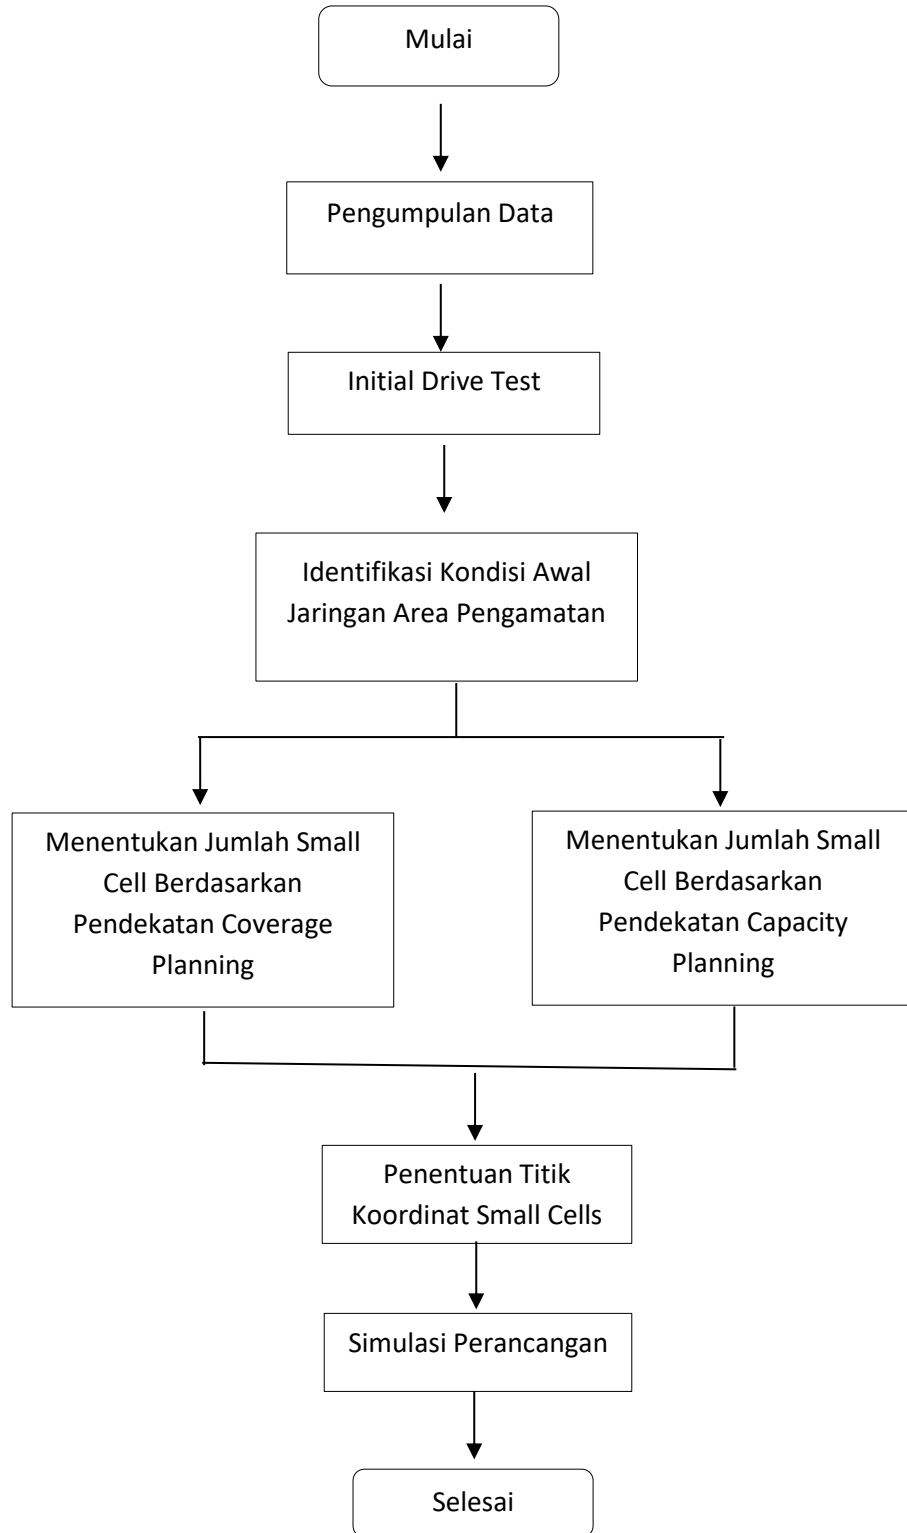 Mulai
Pengumpulan Data
Initial Drive Test
Identifikasi Kondisi Awal
Jaringan Area Pengamatan
Menentukan Jumlah Small
Cell Berdasarkan
Pendekatan Coverage
Planning
Menentukan Jumlah Small
Cell Berdasarkan
Pendekatan Capacity
Planning
Penentuan Titik
Koordinat Small Cells
Simulasi Perancangan
Selesai